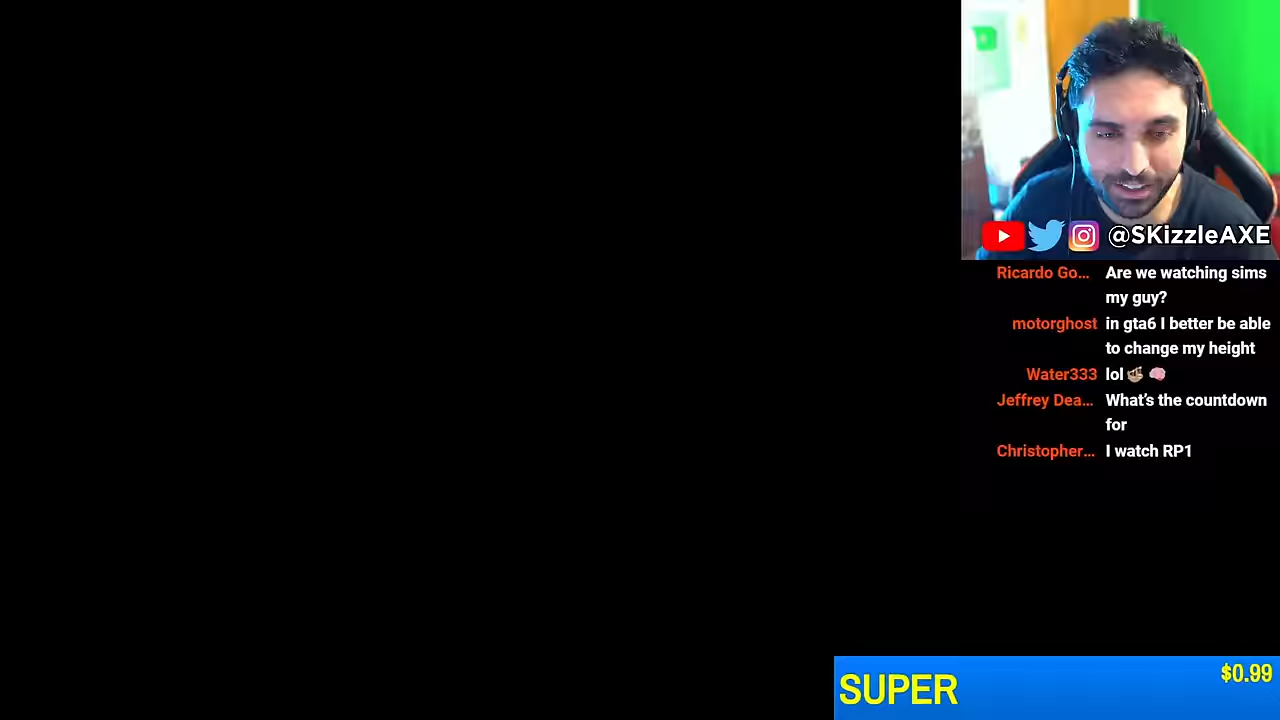 @SKizzleAXE
Ricardo Go... Are we watching sims
my guy?
motorghost in gta6 I better be able
to change my height
Water333 lol🦥 🧠
Jeffrey Dea... What's the countdown
for
Christopher... I watch RP1
$0.99
SUPER